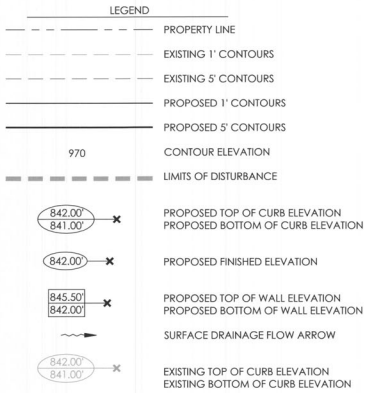 LEGEND
PROPERTY LINE
EXISTING 1' CONTOURS
EXISTING 5' CONTOURS
PROPOSED 1' CONTOURS
PROPOSED 5' CONTOURS
970 CONTOUR ELEVATION
LIMITS OF DISTURBANCE
842.00' PROPOSED TOP OF CURB ELEVATION
841.00' PROPOSED BOTTOM OF CURB ELEVATION
842.00' PROPOSED FINISHED ELEVATION
845.50' PROPOSED TOP OF WALL ELEVATION
842.00' PROPOSED BOTTOM OF WALL ELEVATION
SURFACE DRAINAGE FLOW ARROW
842.00' EXISTING TOP OF CURB ELEVATION
841.00' EXISTING BOTTOM OF CURB ELEVATION